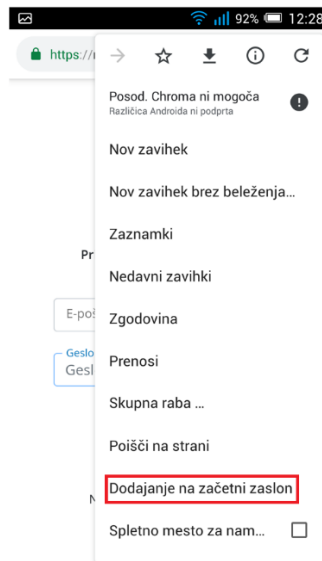 92% 12:28
https://
Posod. Chroma ni mogoča
Različica Androida ni podprta
Nov zavihek
Nov zavihek brez beleženja...
Zaznamki
Pr
Nedavni zavihki
E-poš
Zgodovina
Geslo
Gesl
Prenosi
Skupna raba ...
Poišči na strani
Dodajanje na začetni zaslon
N
Spletno mesto za nam...